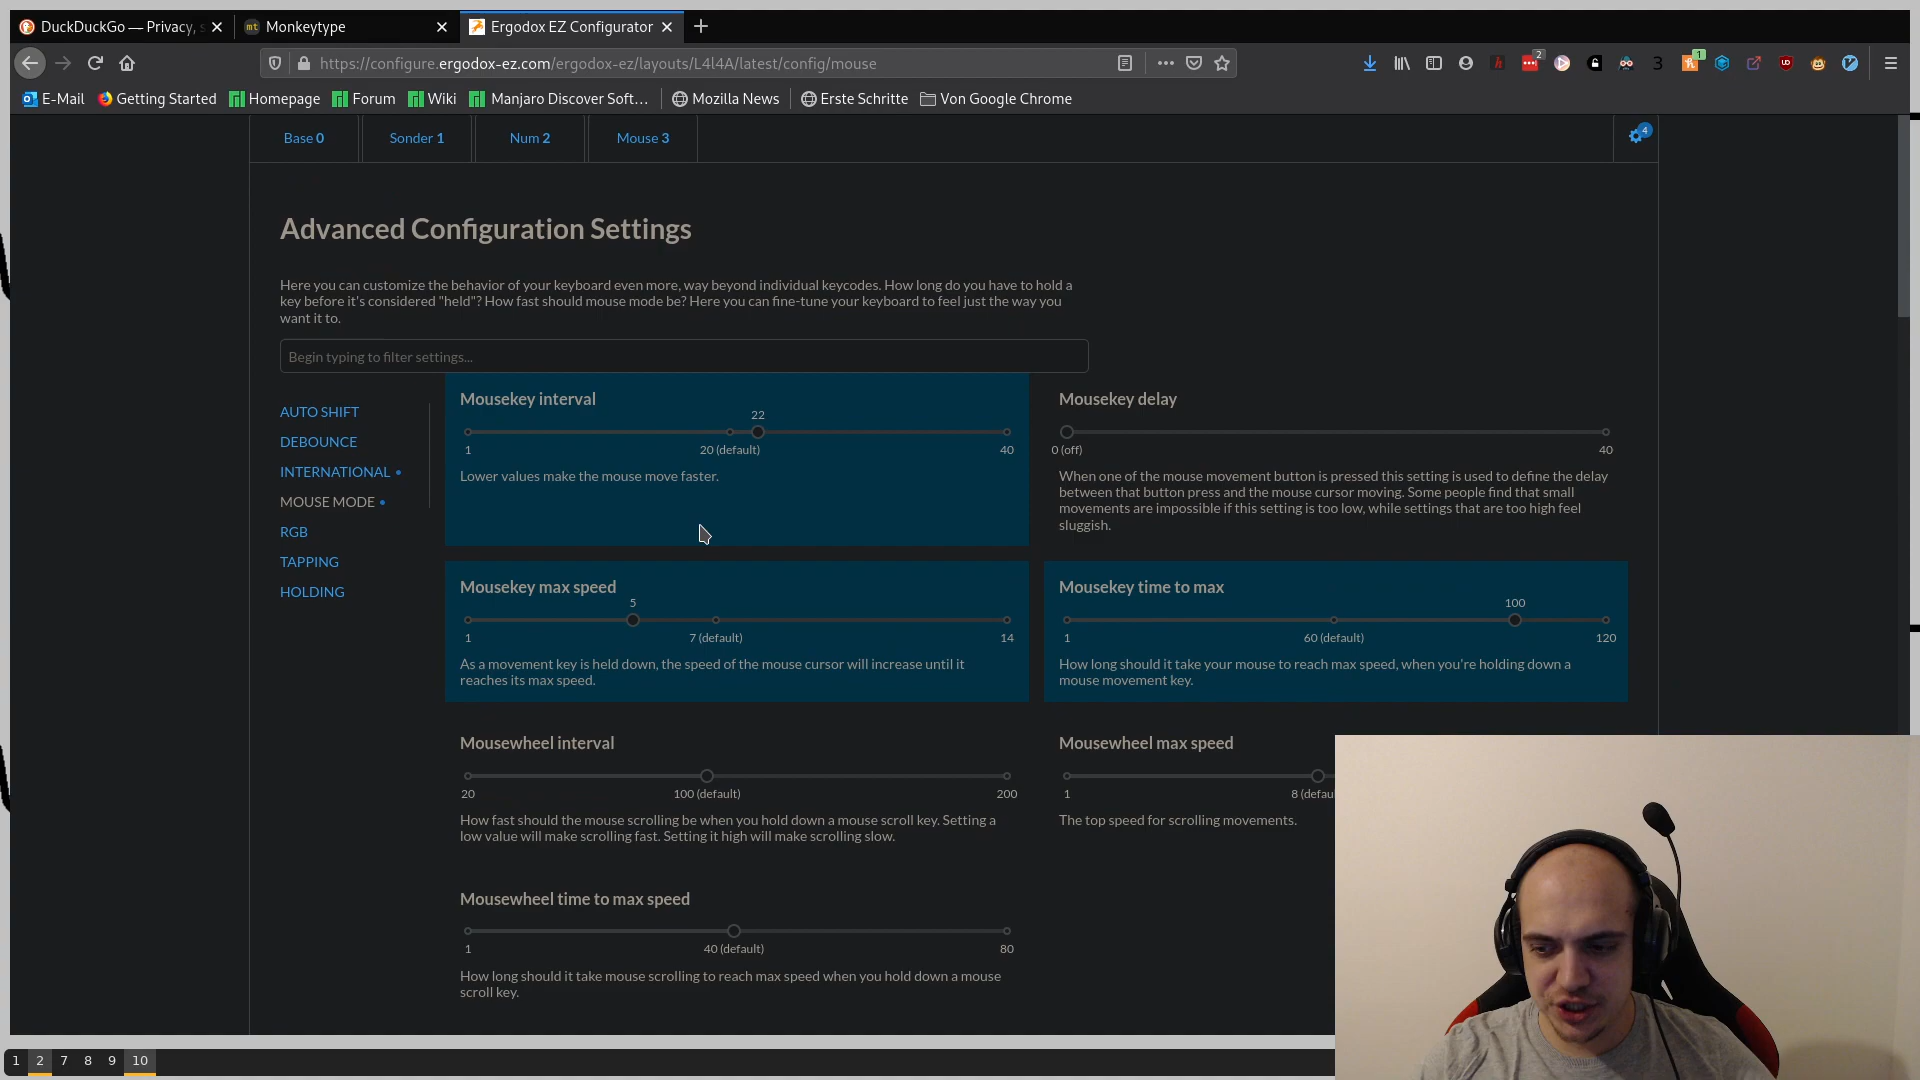 DuckDuckGo — Privacy, s
mt Monkeytype
Ergodox EZ Configurator
https://configure.ergodox-ez.com/ergodox-ez/layouts/L4l4A/latest/config/mouse
2
3
1
E-Mail Getting Started Homepage Forum Wiki Manjaro Discover Soft… Mozilla News Erste Schritte Von Google Chrome
Base 0 Sonder 1 Num 2 Mouse 3
4
Advanced Configuration Settings
Here you can customize the behavior of your keyboard even more, way beyond individual keycodes. How long do you have to hold a
key before it's considered "held"? How fast should mouse mode be? Here you can fine-tune your keyboard to feel just the way you
want it to.
Begin typing to filter settings...
AUTO SHIFT
DEBOUNCE
INTERNATIONAL •
MOUSE MODE •
RGB
TAPPING
HOLDING
Mousekey interval
22
1 20 (default) 40
Lower values make the mouse move faster.
Mousekey delay
0 (off) 40
When one of the mouse movement button is pressed this setting is used to define the delay
between that button press and the mouse cursor moving. Some people find that small
movements are impossible if this setting is too low, while settings that are too high feel
sluggish.
Mousekey max speed
5
1 7 (default) 14
As a movement key is held down, the speed of the mouse cursor will increase until it
reaches its max speed.
Mousekey time to max
100
1 60 (default) 120
How long should it take your mouse to reach max speed, when you're holding down a
mouse movement key.
Mousewheel interval
20 100 (default) 200
How fast should the mouse scrolling be when you hold down a mouse scroll key. Setting a
low value will make scrolling fast. Setting it high will make scrolling slow.
Mousewheel max speed
1 8 (defau
The top speed for scrolling movements.
Mousewheel time to max speed
1 40 (default) 80
How long should it take mouse scrolling to reach max speed when you hold down a mouse
scroll key.
1 2 7 8 9 10